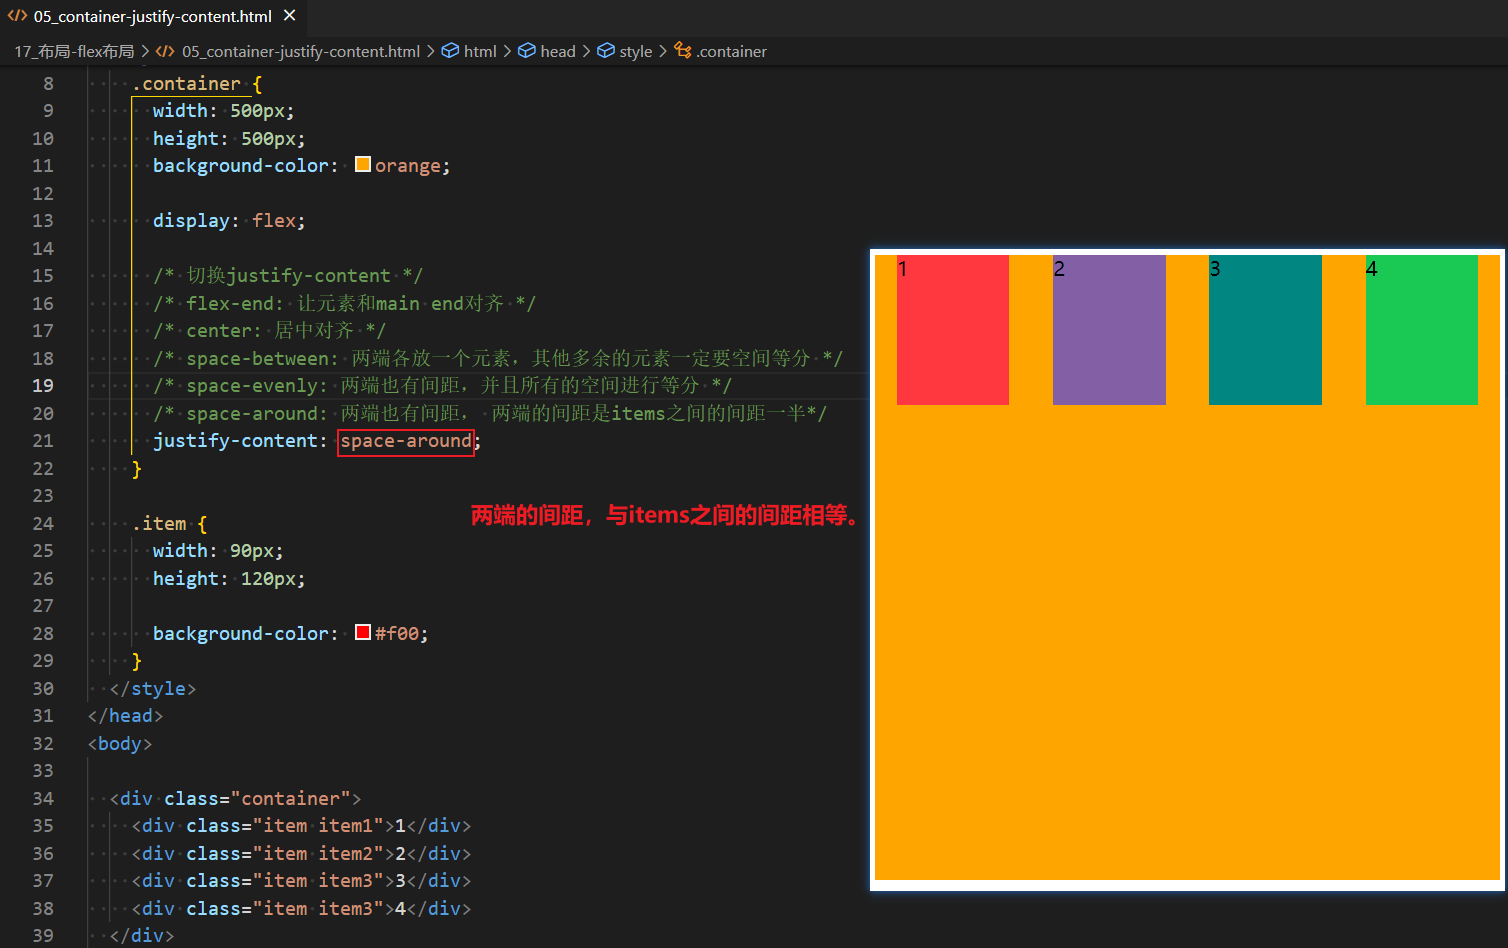 05_container-justify-content.html ×
17_布局-flex布局 > 05_container-justify-content.html > html > head > style > .container
8 .container {
9 width: 500px;
10 height: 500px;
11 background-color: orange;
12
13 display: flex;
14
15 /* 切换justify-content */
16 /* flex-end: 让元素和main end对齐 */
17 /* center: 居中对齐 */
18 /* space-between: 两端各放一个元素，其他多余的元素一定要空间等分 */
19 /* space-evenly: 两端也有间距，并且所有的空间进行等分 */
20 /* space-around: 两端也有间距， 两端的间距是items之间的间距一半*/
21 justify-content: space-around;
22 }
23
24 .item {
25 width: 90px;
26 height: 120px;
27
28 background-color: #f00;
29 }
30 </style>
31 </head>
32 <body>
33
34 <div class="container">
35 <div class="item item1">1</div>
36 <div class="item item2">2</div>
37 <div class="item item3">3</div>
38 <div class="item item3">4</div>
39 </div>
两端的间距，与items之间的间距相等。
1 2 3 4